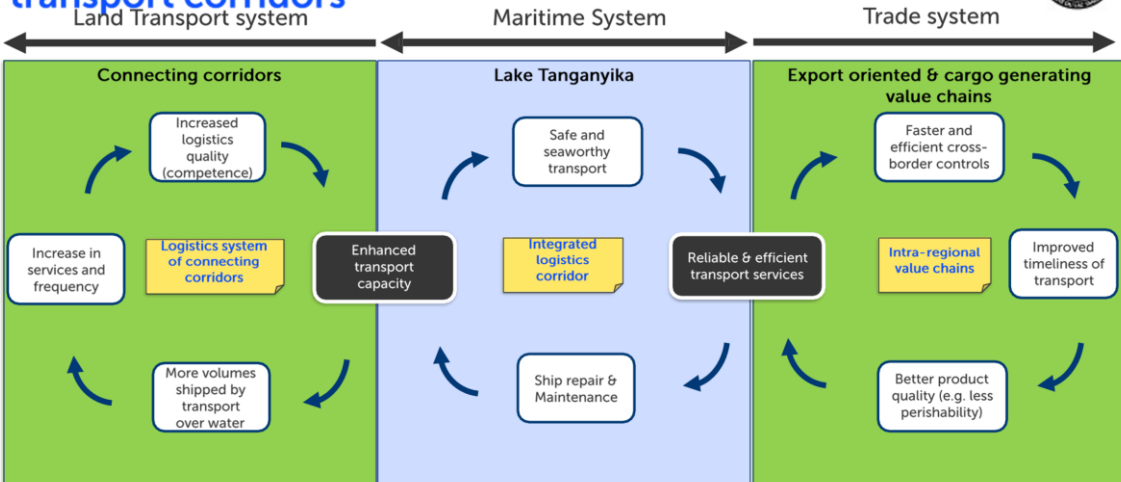 transport corridors
Land Transport system
Maritime System
Trade system
Connecting corridors
Increased
logistics
quality
(competence)
Increase in
services and
frequency
Logistics system
of connecting
corridors
Enhanced
transport
capacity
More volumes
shipped by
transport
over water
Lake Tanganyika
Safe and
seaworthy
transport
Integrated
logistics
corridor
Reliable & efficient
transport services
Ship repair &
Maintenance
Export oriented & cargo generating
value chains
Faster and
efficient cross-
border controls
Intra-regional
value chains
Improved
timeliness of
transport
Better product
quality (e.g. less
perishability)